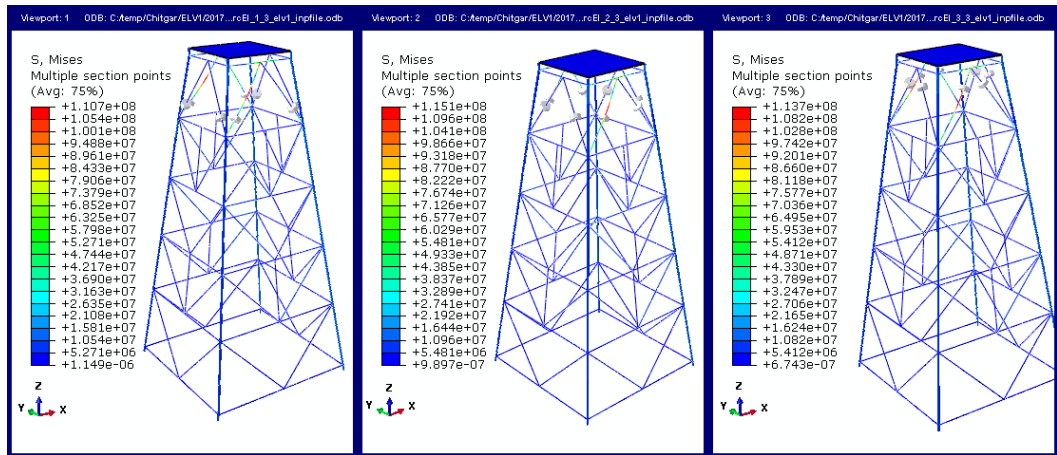 Viewport: 1 ODB: C:/temp/Chitgar/ELV1/2017...rcEl_1_3_elv1_inpfile.odb
S, Mises
Multiple section points
(Avg: 75%)
+1.107e+08
+1.054e+08
+1.001e+08
+9.488e+07
+8.961e+07
+8.433e+07
+7.906e+07
+7.379e+07
+6.852e+07
+6.325e+07
+5.798e+07
+5.271e+07
+4.744e+07
+4.217e+07
+3.690e+07
+3.163e+07
+2.635e+07
+2.108e+07
+1.581e+07
+1.054e+07
+5.271e+06
+1.149e-06
Z
Y X
Viewport: 2 ODB: C:/temp/Chitgar/ELV1/2017...rcEl_2_3_elv1_inpfile.odb
S, Mises
Multiple section points
(Avg: 75%)
+1.151e+08
+1.096e+08
+1.041e+08
+9.866e+07
+9.318e+07
+8.770e+07
+8.222e+07
+7.674e+07
+7.126e+07
+6.577e+07
+6.029e+07
+5.481e+07
+4.933e+07
+4.385e+07
+3.837e+07
+3.289e+07
+2.741e+07
+2.192e+07
+1.644e+07
+1.096e+07
+5.481e+06
+9.897e-07
Z
Y X
Viewport: 3 ODB: C:/temp/Chitgar/ELV1/2017...rcEl_3_3_elv1_inpfile.odb
S, Mises
Multiple section points
(Avg: 75%)
+1.137e+08
+1.082e+08
+1.028e+08
+9.742e+07
+9.201e+07
+8.660e+07
+8.118e+07
+7.577e+07
+7.036e+07
+6.495e+07
+5.953e+07
+5.412e+07
+4.871e+07
+4.330e+07
+3.789e+07
+3.247e+07
+2.706e+07
+2.165e+07
+1.624e+07
+1.082e+07
+5.412e+06
+6.743e-07
Z
Y X